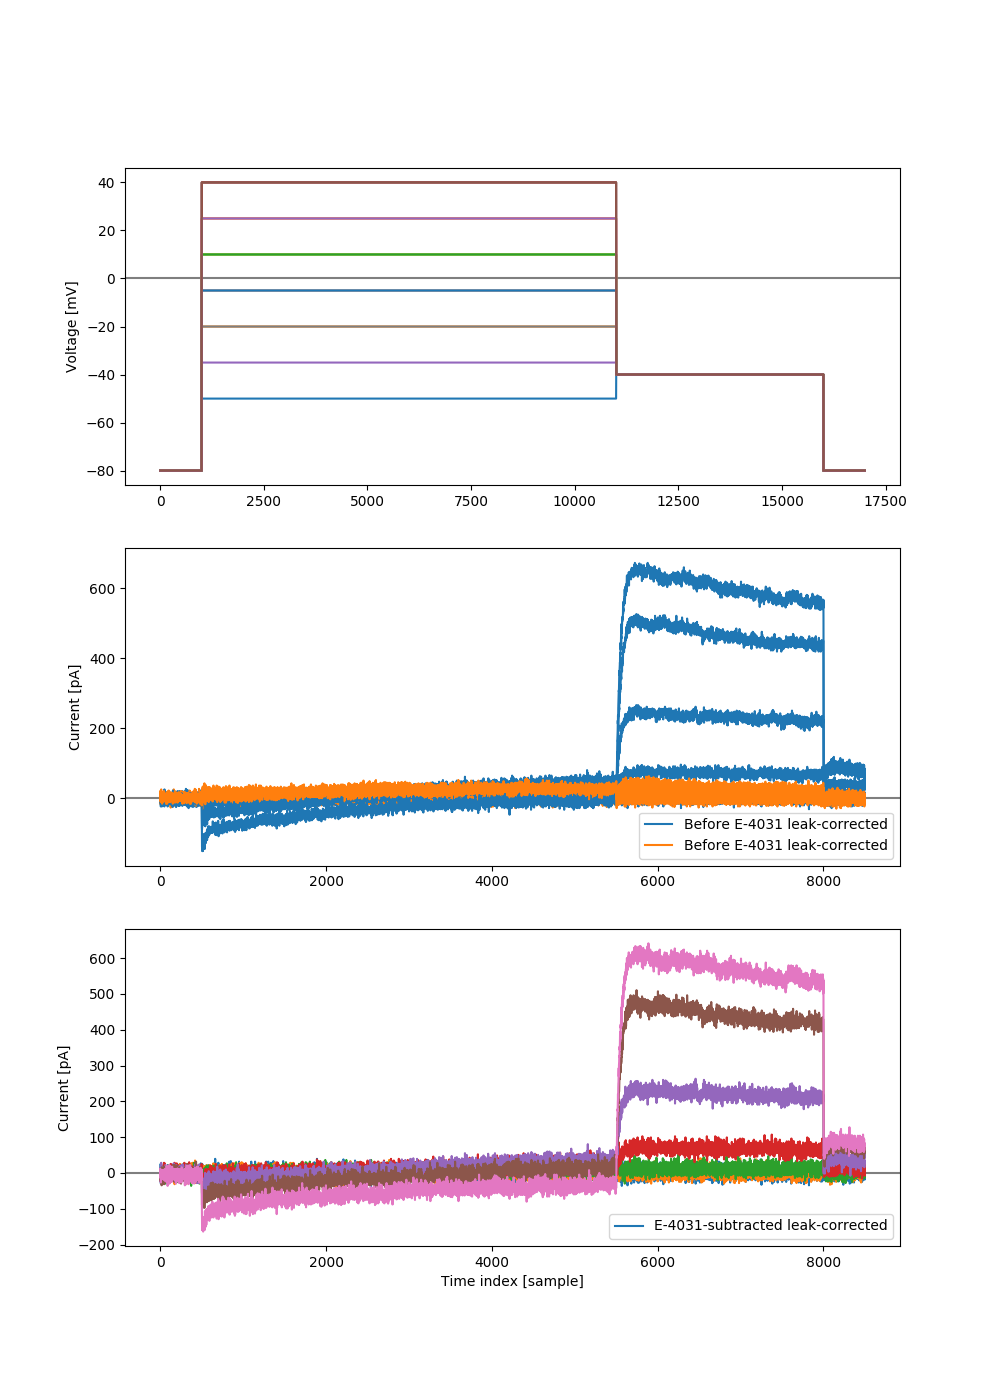 Voltage [mV]
40
20
0
−20
−40
−60
−80
0 2500 5000 7500 10000 12500 15000 17500
Current [pA]
600
400
200
0
Before E-4031 leak-corrected
Before E-4031 leak-corrected
0 2000 4000 6000 8000
Current [pA]
600
500
400
300
200
100
0
−100
−200
E-4031-subtracted leak-corrected
0 2000 4000 6000 8000
Time index [sample]